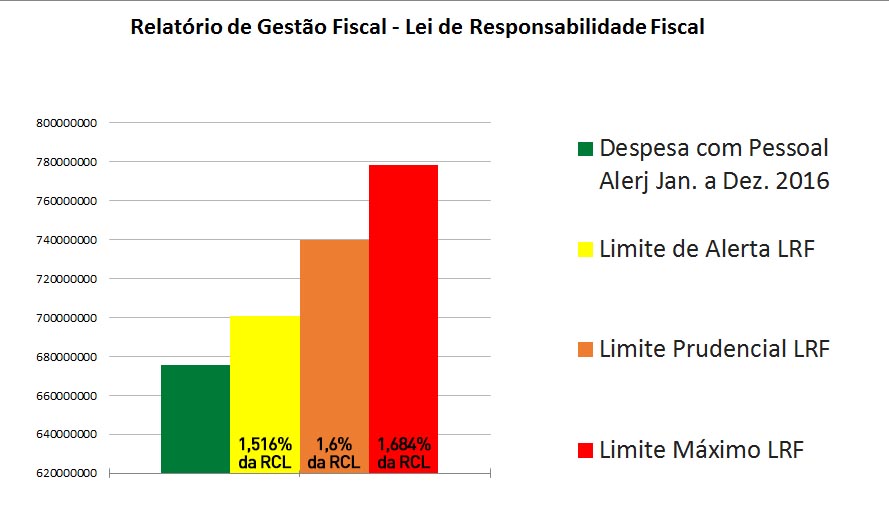 Relatório de Gestão Fiscal - Lei de Responsabilidade Fiscal
800000000
780000000
760000000
740000000
720000000
700000000
680000000
660000000
640000000
620000000
1,516%
da RCL
1,6%
da RCL
1,684%
da RCL
Despesa com Pessoal
Alerj Jan. a Dez. 2016
Limite de Alerta LRF
Limite Prudencial LRF
Limite Máximo LRF